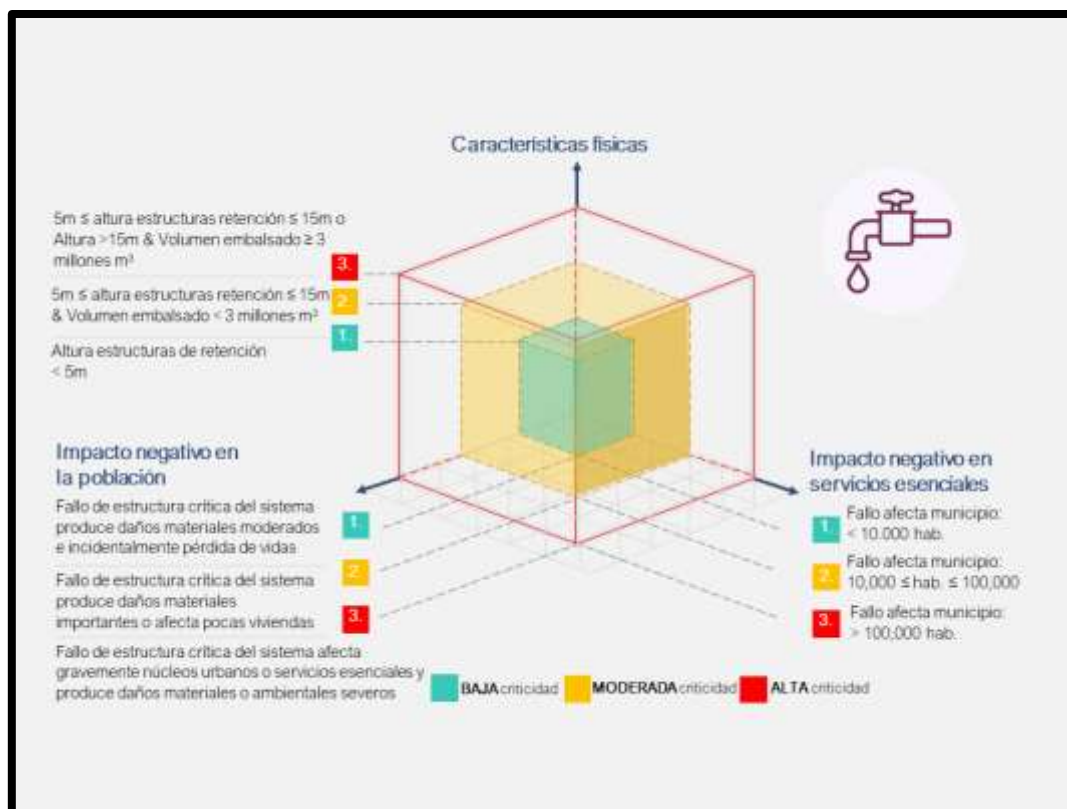 Características físicas
5m ≤ altura estructuras retención ≤ 15m o
Altura >15m & Volumen embalsado ≥ 3
millones m³
3.
5m ≤ altura estructuras retención ≤ 15m
& Volumen embalsado < 3 millones m³
2.
1.
Altura estructuras de retención
< 5m
Impacto negativo en
la población
Fallo de estructura crítica del sistema
produce daños materiales moderados
e incidentalmente pérdida de vidas
1.
Fallo de estructura crítica del sistema
produce daños materiales
importantes o afecta pocas viviendas
2.
3.
Fallo de estructura crítica del sistema afecta
gravemente núcleos urbanos o servicios esenciales y
produce daños materiales o ambientales severos
Impacto negativo en
servicios esenciales
1.
Fallo afecta municipio:
< 10.000 hab.
2.
Fallo afecta municipio:
10,000 ≤ hab. ≤ 100,000
3.
Fallo afecta municipio:
> 100,000 hab.
BAJA criticidad
MODERADA criticidad
ALTA criticidad